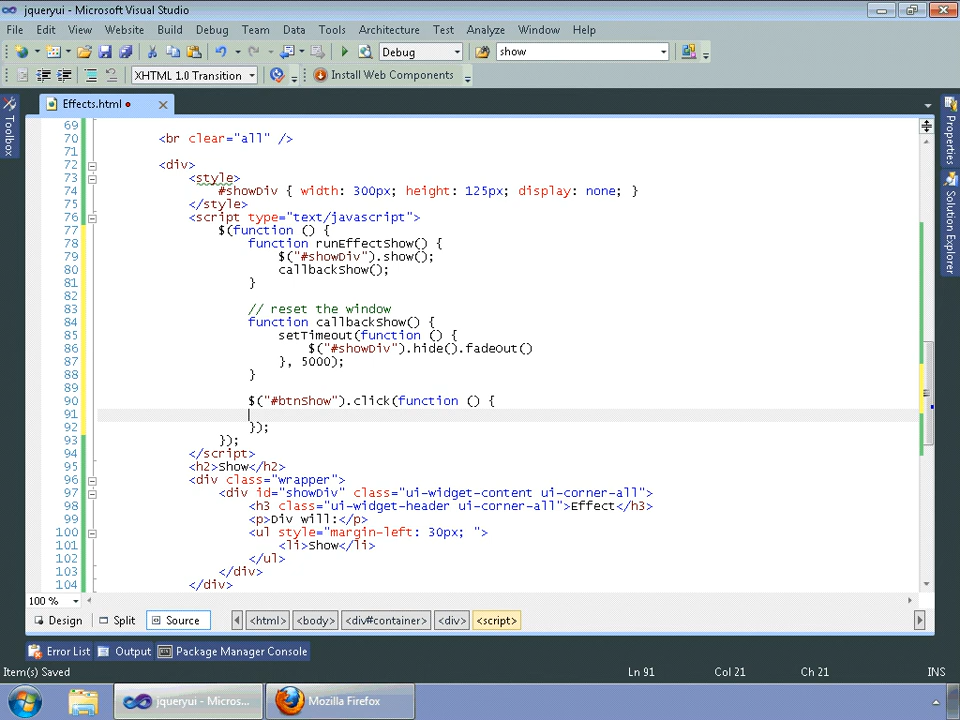 jqueryui - Microsoft Visual Studio
File Edit View Website Build Debug Team Data Tools Architecture Test Analyze Window Help
Debug show
XHTML 1.0 Transition Install Web Components
Effects.html
Toolbox
Properties
Solution Explorer
69
70 <br clear="all" />
71
72 <div>
73 <style>
74 #showDiv { width: 300px; height: 125px; display: none; }
75 </style>
76 <script type="text/javascript">
77 $(function () {
78 function runEffectShow() {
79 $("#showDiv").show();
80 callbackShow();
81 }
82
83 // reset the window
84 function callbackShow() {
85 setTimeout(function () {
86 $("#showDiv").hide().fadeOut()
87 }, 5000);
88 }
89
90 $("#btnShow").click(function () {
91
92 });
93 });
94 </script>
95 <h2>Show</h2>
96 <div class="wrapper">
97 <div id="showDiv" class="ui-widget-content ui-corner-all">
98 <h3 class="ui-widget-header ui-corner-all">Effect</h3>
99 <p>Div will:</p>
100 <ul style="margin-left: 30px; ">
101 <li>Show</li>
102 </ul>
103 </div>
104 </div>
100 %
Design Split Source <html> <body> <div#container> <div> <script>
Error List Output Package Manager Console
Item(s) Saved Ln 91 Col 21 Ch 21 INS
jqueryui - Micros... Mozilla Firefox